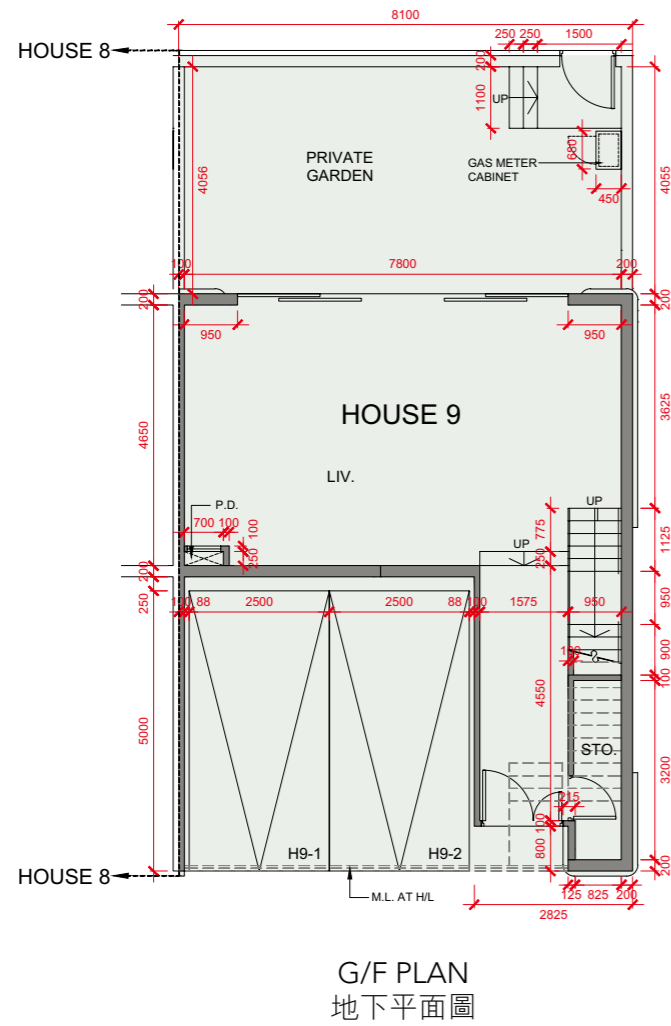 8100
HOUSE 8
250 250 1500
200
1100
UP
PRIVATE
GARDEN
GAS METER
CABINET
680
450
4056
4055
100 7800 200
200
200
950
950
HOUSE 9
4650
3625
LIV.
P.D.
700 100
100
250
UP
775
UP
250
1125
200
250
100 88 2500 2500 88 100 1575 950
950
900
100
100
4550
5000
STO.
3200
215
H9-1
H9-2
100
800
200
HOUSE 8
M.L. AT H/L
125 825 200
2825
G/F PLAN
地下平面圖